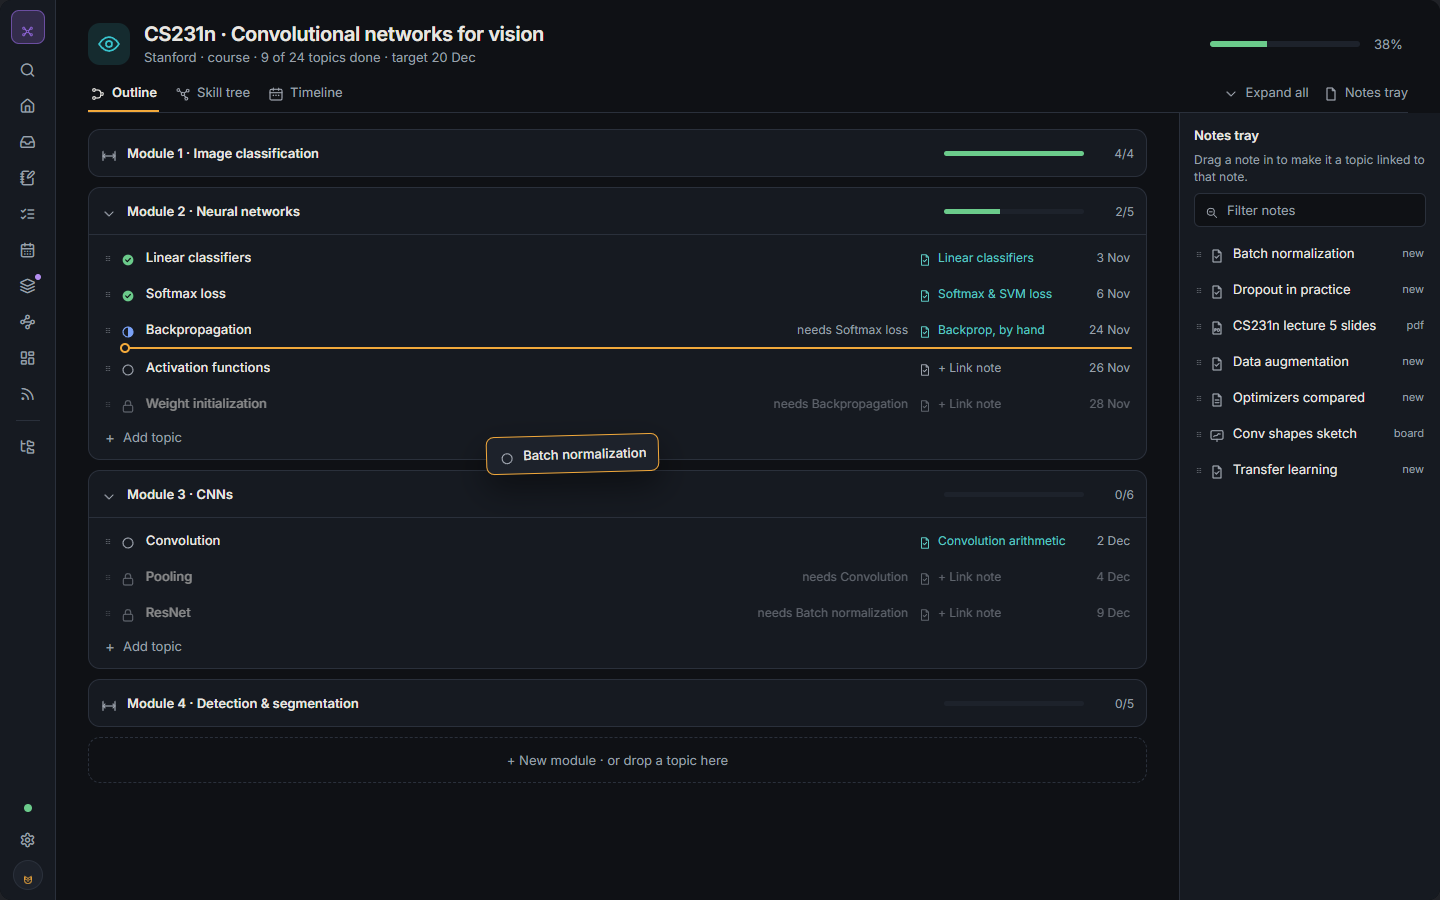 CS231n · Convolutional networks for vision
Stanford · course · 9 of 24 topics done · target 20 Dec
38%
Outline
Skill tree
Timeline
Expand all
Notes tray
Module 1 · Image classification
4/4
Module 2 · Neural networks
2/5
Linear classifiers
Linear classifiers
3 Nov
Softmax loss
Softmax & SVM loss
6 Nov
Backpropagation
needs Softmax loss
Backprop, by hand
24 Nov
Activation functions
+ Link note
26 Nov
Weight initialization
needs Backpropagation
+ Link note
28 Nov
+ Add topic
Batch normalization
Module 3 · CNNs
0/6
Convolution
Convolution arithmetic
2 Dec
Pooling
needs Convolution
+ Link note
4 Dec
ResNet
needs Batch normalization
+ Link note
9 Dec
+ Add topic
Module 4 · Detection & segmentation
0/5
+ New module · or drop a topic here
Notes tray
Drag a note in to make it a topic linked to
that note.
Filter notes
Batch normalization
new
Dropout in practice
new
CS231n lecture 5 slides
pdf
Data augmentation
new
Optimizers compared
new
Conv shapes sketch
board
Transfer learning
new